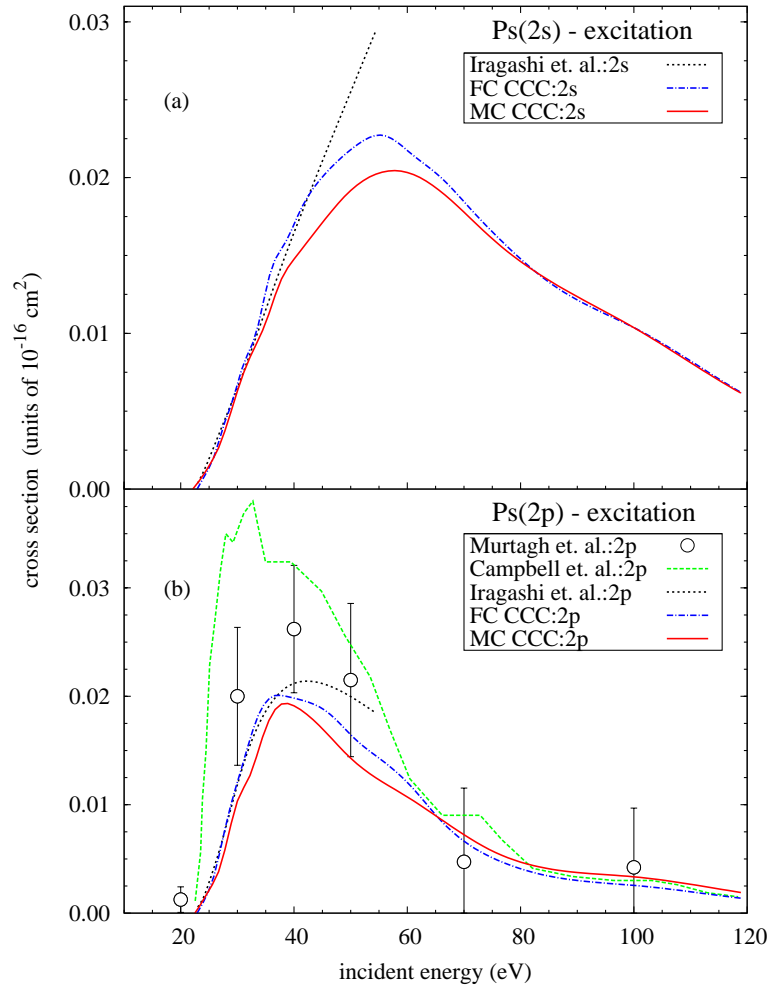 0.03
Ps(2s) - excitation
Iragashi et. al.:2s
FC CCC:2s
MC CCC:2s
(a)
0.02
0.01
0.00
cross section (units of 10⁻¹⁶ cm²)
Ps(2p) - excitation
Murtagh et. al.:2p
Campbell et. al.:2p
Iragashi et. al.:2p
FC CCC:2p
MC CCC:2p
(b)
0.03
0.02
0.01
0.00
20 40 60 80 100 120
incident energy (eV)